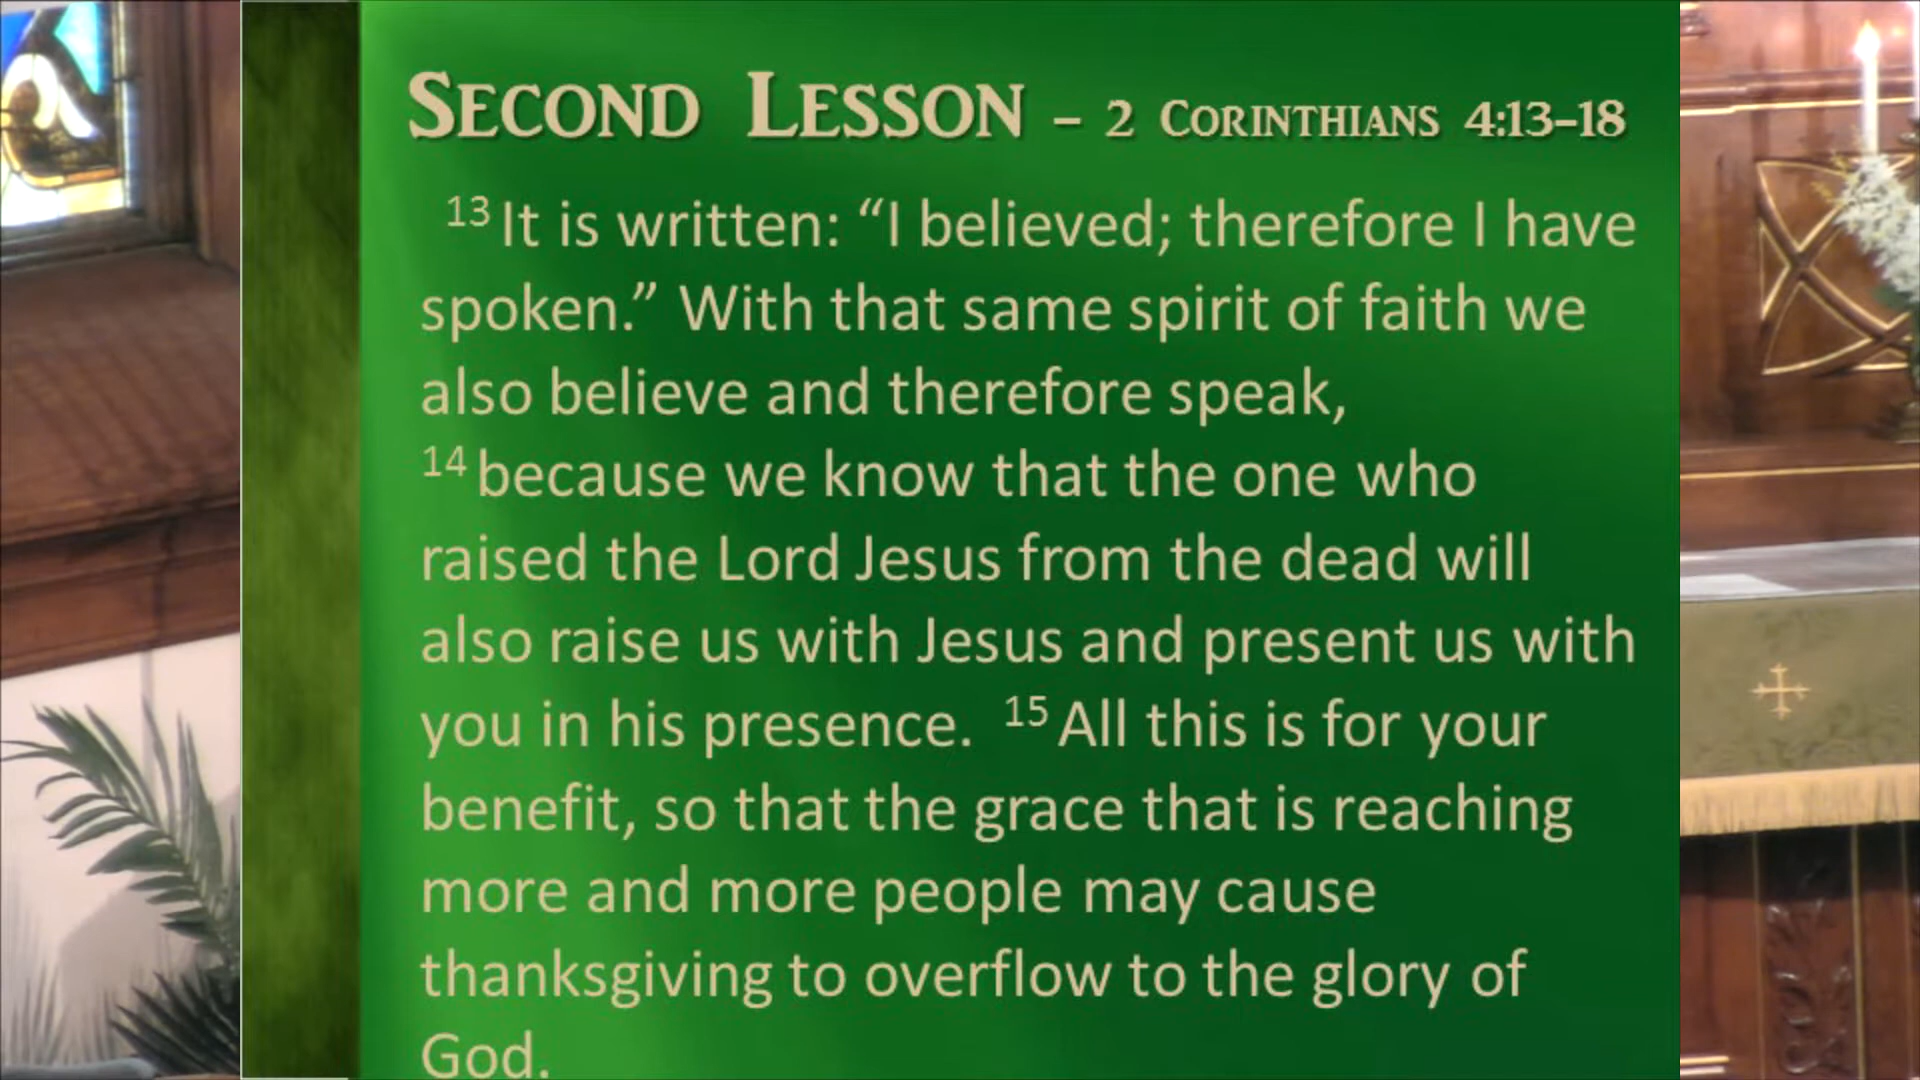 SECOND LESSON – 2 CORINTHIANS 4:13–18
13 It is written: “I believed; therefore I have
spoken.” With that same spirit of faith we
also believe and therefore speak,
14 because we know that the one who
raised the Lord Jesus from the dead will
also raise us with Jesus and present us with
you in his presence. 15 All this is for your
benefit, so that the grace that is reaching
more and more people may cause
thanksgiving to overflow to the glory of
God.